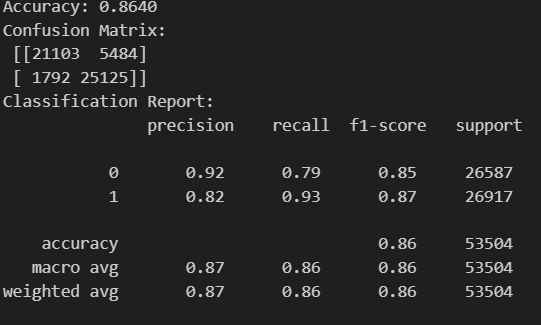 Accuracy: 0.8640
Confusion Matrix:
[[21103  5484]
[ 1792 25125]]
Classification Report:
precision    recall  f1-score   support
0       0.92      0.79      0.85     26587
1       0.82      0.93      0.87     26917
accuracy                           0.86     53504
macro avg       0.87      0.86      0.86     53504
weighted avg       0.87      0.86      0.86     53504